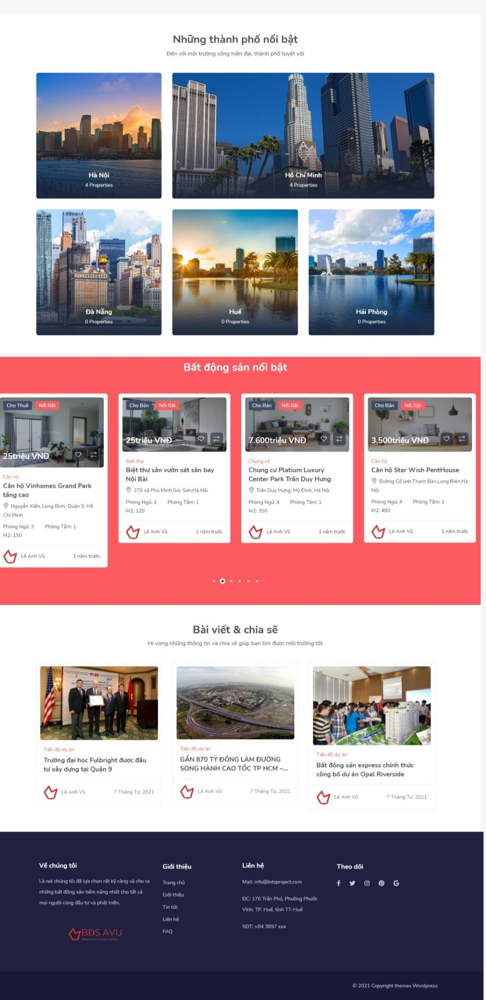 Những thành phố nổi bật
Đến với môi trường sống hiện đại, thành phố tuyệt vời
Hà Nội
4 Properties
Hồ Chí Minh
4 Properties
Đà Nẵng
0 Properties
Huế
0 Properties
Hải Phòng
0 Properties
Bất động sản nổi bật
Cho Thuê
Nổi Bật
25triệu VNĐ
Căn hộ
Căn hộ Vinhomes Grand Park
tầng cao
Nguyễn Xiển, Long Bình, Quận 9, Hồ
Chí Minh
Phòng Ngủ: 3 Phòng Tắm: 1
M2: 150
Lê Anh Vũ 1 năm trước
Cho Bán
Nổi Bật
25triệu VNĐ
Biệt thự
Biệt thự sân vườn sát sân bay
Nội Bài
275 xã Phú Minh,Sóc Sơn,Hà Nội
Phòng Ngủ: 2 Phòng Tắm: 1
M2: 120
Lê Anh Vũ 1 năm trước
Cho Bán
Nổi Bật
7.600triệu VNĐ
Chung cư
Chung cư Platium Luxury
Center Park Trần Duy Hưng
Trần Duy Hưng, Mỹ Đình, Hà Nội
Phòng Ngủ: 4 Phòng Tắm: 1
M2: 350
Lê Anh Vũ 1 năm trước
Cho Bán
Nổi Bật
3.500triệu VNĐ
Căn hộ
Căn hộ Star Wish PentHouse
Đường Cổ linh,Thạch Bàn,Long Biên,Hà
Nội
Phòng Ngủ: 4 Phòng Tắm: 2
M2: 480
Lê Anh Vũ 1 năm trước
Bài viết & chia sẽ
Hi vọng những thông tin và chia sẽ giúp bạn tìm được môi trường tốt
Tiến độ dự án
Trường đại học Fulbright được đầu
tư xây dựng tại Quận 9
Lê Anh Vũ 7 Tháng Tư, 2021
Tiến độ dự án
GẦN 870 TỶ ĐỒNG LÀM ĐƯỜNG
SONG HÀNH CAO TỐC TP HCM –...
Lê Anh Vũ 7 Tháng Tư, 2021
Tiến độ dự án
Bất động sản express chính thức
công bố dự án Opal Riverside
Lê Anh Vũ 7 Tháng Tư, 2021
Về chúng tôi
Là nơi chúng tôi đã lựa chọn rất kỹ càng và cho ra
những bất động sản tiềm năng nhất cho tất cả
mọi người cùng đầu tư và phát triển.
BĐS AVU
Welcome to your home
Giới thiệu
Trang chủ
Giới thiệu
Tin tức
Liên hệ
FAQ
Liên hệ
Mail: info@bdsproject.com
ĐC: 176 Trần Phú, Phường Phước
Vĩnh, TP. Huế, tỉnh TT-Huế
SĐT: +84 3897 xxx
Theo dõi
© 2021 Copyright themes Wordpress